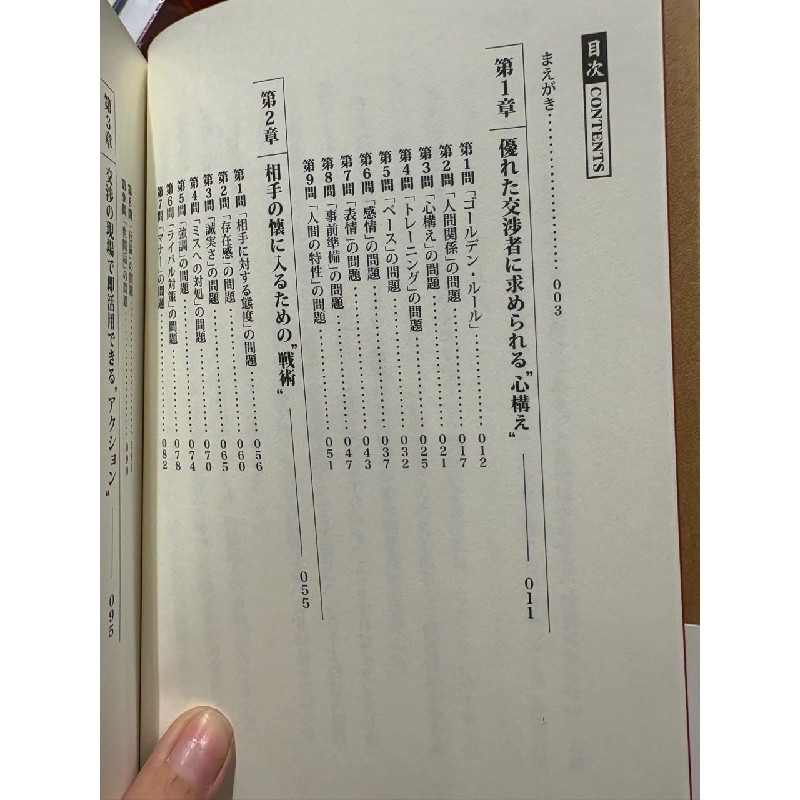 目次 CONTENTS
まえがき……………………………003
第1章 優れた交渉者に求められる〝心構え〟――011
第1問「ゴールデン・ルール」……………012
第2問「人間関係」の問題……………017
第3問「心構え」の問題……………021
第4問「トレーニング」の問題……………025
第5問「ベース」の問題……………032
第6問「感情」の問題……………037
第7問「表情」の問題……………043
第8問「事前準備」の問題……………047
第9問「人間の特性」の問題……………051
第2章 相手の懐に入るための〝戦術〟――055
第1問「相手に対する態度」の問題……………056
第2問「存在感」の問題……………060
第3問「誠実さ」の問題……………065
第4問「ミスへの対処」の問題……………070
第5問「強調」の問題……………074
第6問「ライバル対策」の問題……………078
第7問「マナー」の問題……………082
第3章 交渉の現場で即活用できる〝アクション〟――095